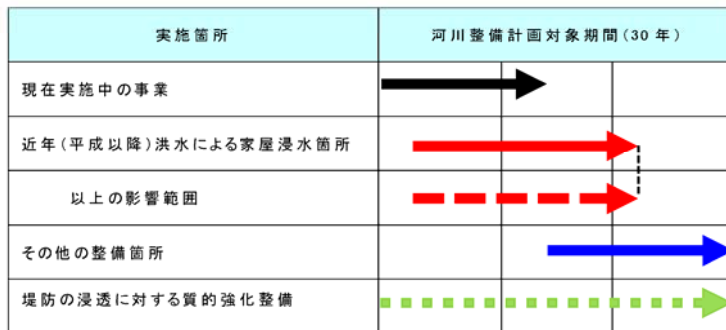 実施箇所
河川整備計画対象期間(30年)
現在実施中の事業
近年(平成以降)洪水による家屋浸水箇所
以上の影響範囲
その他の整備箇所
堤防の浸透に対する質的強化整備